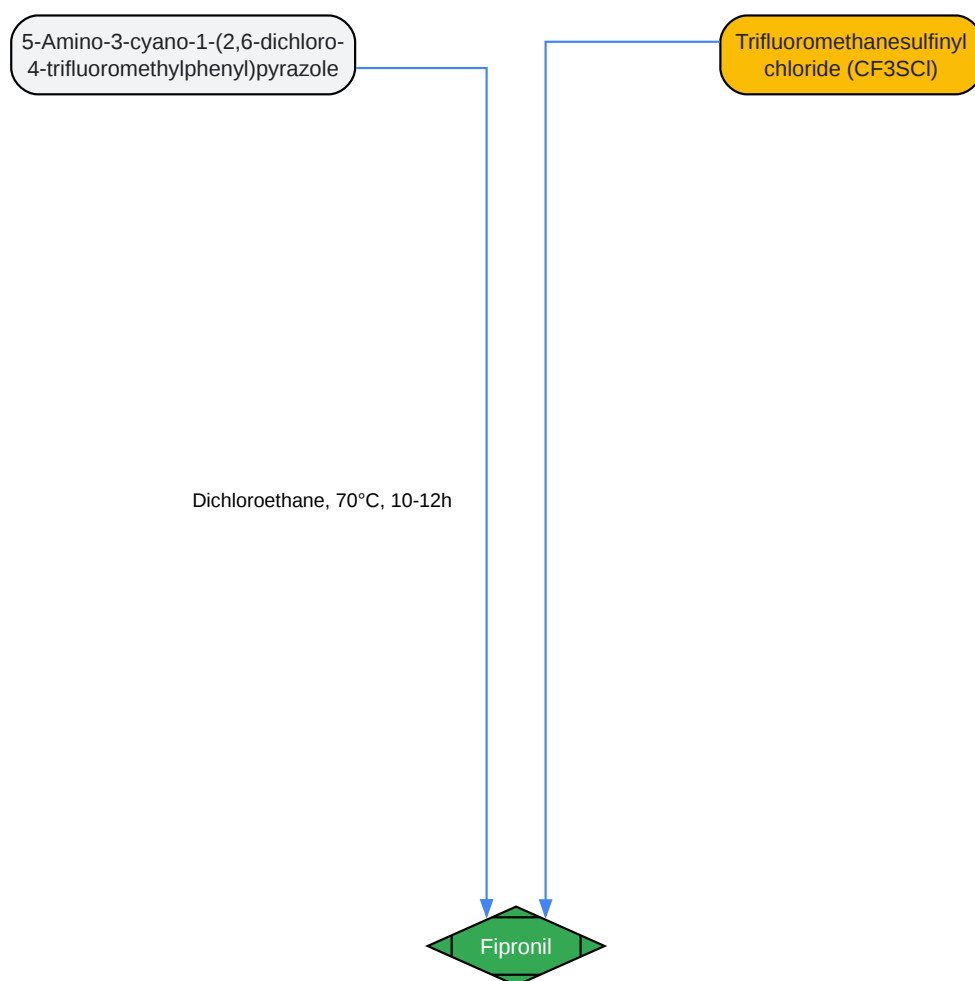 5-Amino-3-cyano-1-(2,6-dichloro-
4-trifluoromethylphenyl)pyrazole
Trifluoromethanesulfinyl
chloride (CF3SCl)
Dichloroethane, 70°C, 10-12h
Fipronil